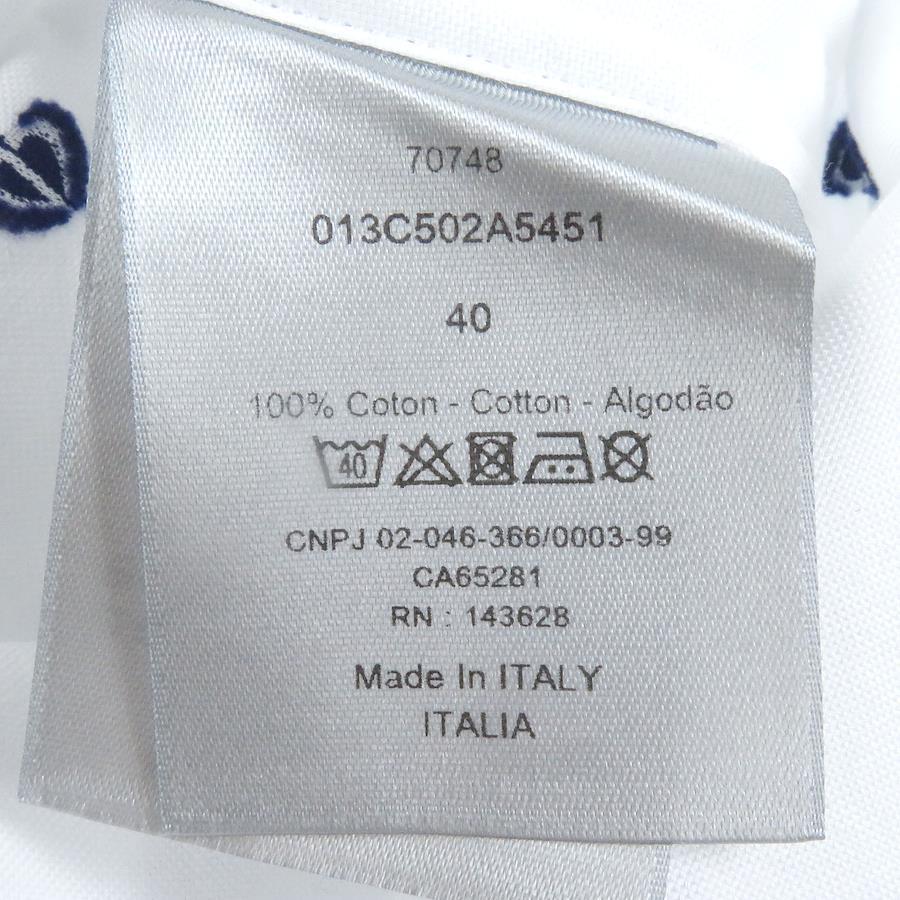 70748
013C502A5451
40
100% Coton - Cotton - Algodão
40
CNPJ 02-046-366/0003-99
CA65281
RN : 143628
Made In ITALY
ITALIA